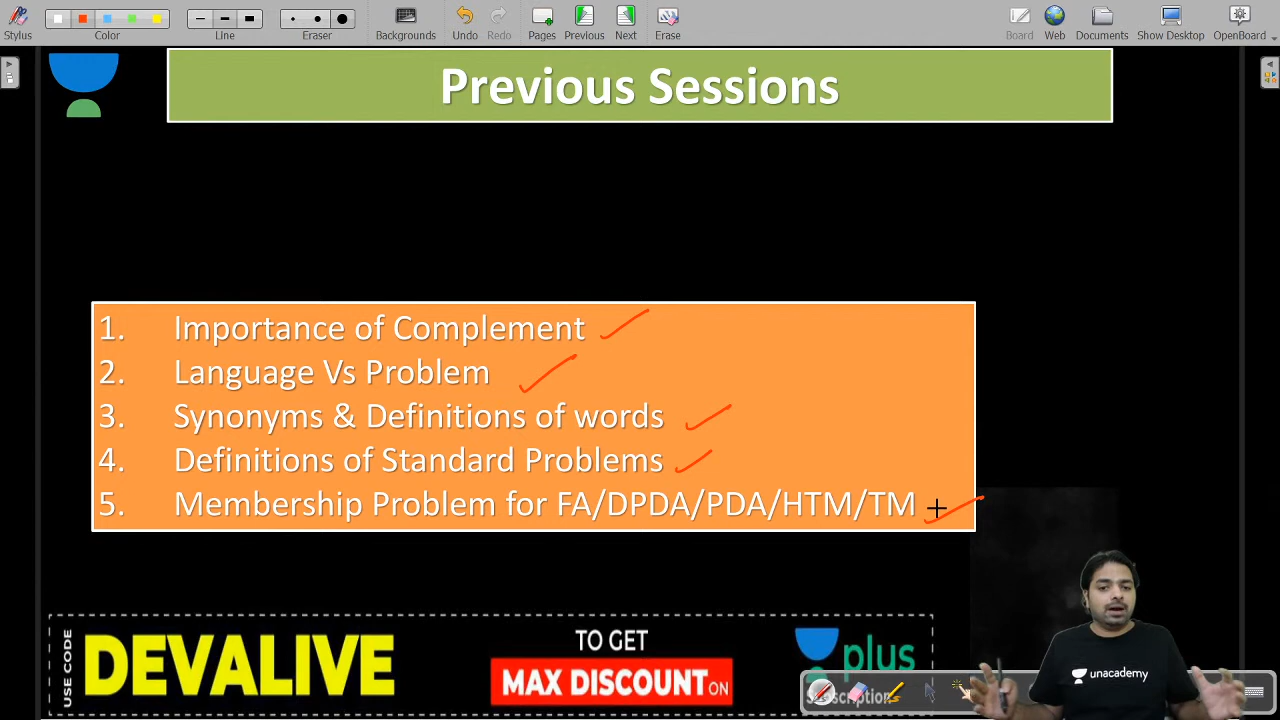 Stylus
Color
Line
Eraser
Backgrounds
Undo
Redo
Pages
Previous
Next
Erase
Board
Web
Documents
Show Desktop
OpenBoard
Previous Sessions
1. Importance of Complement
2. Language Vs Problem
3. Synonyms & Definitions of words
4. Definitions of Standard Problems
5. Membership Problem for FA/DPDA/PDA/HTM/TM
USE CODE
DEVALIVE
TO GET
MAX DISCOUNT ON
plus
Subscription
unacademy